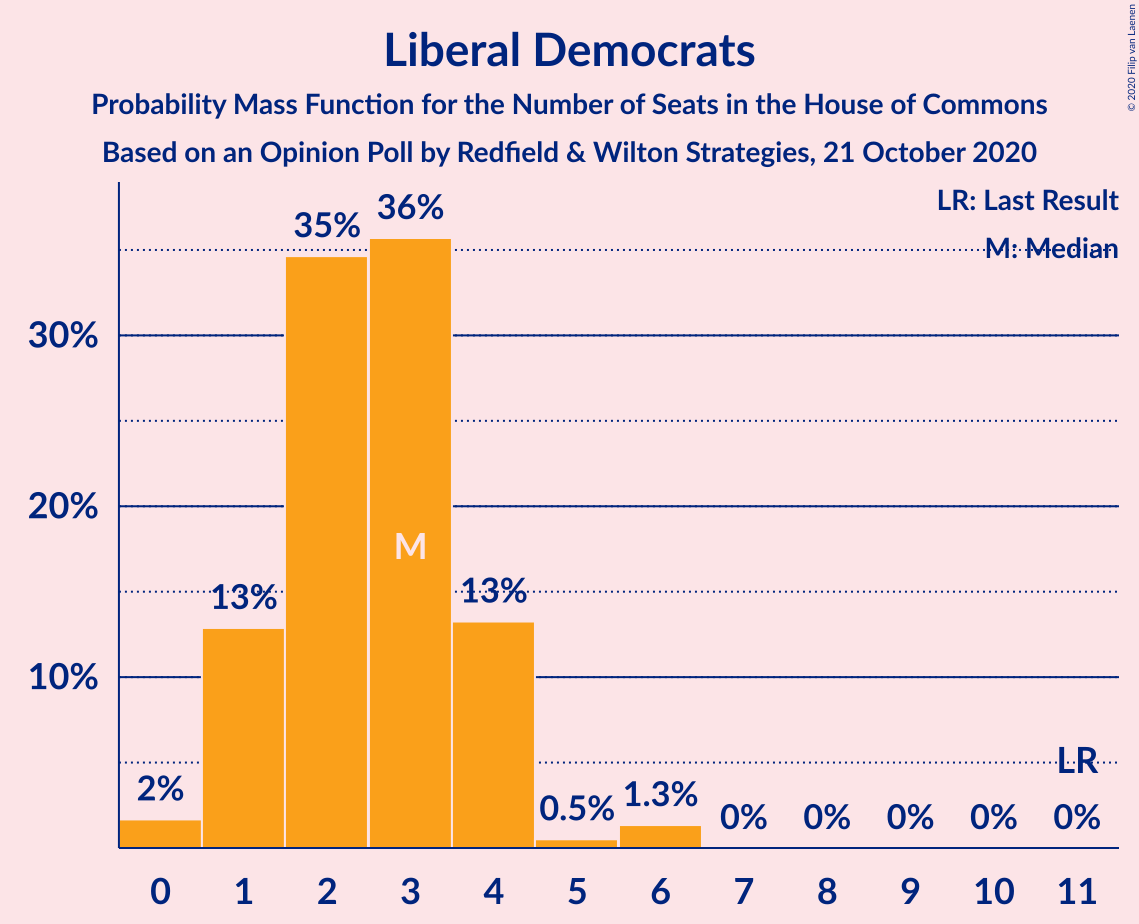 Liberal Democrats
Probability Mass Function for the Number of Seats in the House of Commons
Based on an Opinion Poll by Redfield & Wilton Strategies, 21 October 2020
© 2020 Filip van Laenen
LR: Last Result
M: Median
36%
35%
30%
20%
M
13%
13%
10%
LR
2%
1.3%
0.5%
0% 0% 0% 0% 0%
0 1 2 3 4 5 6 7 8 9 10 11